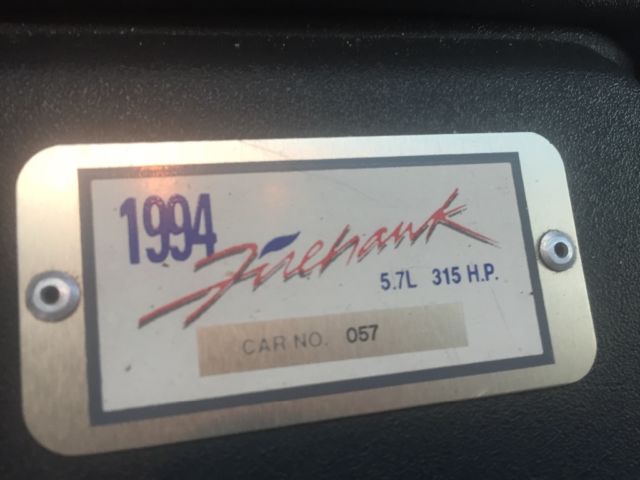 1994 Firehawk
5.7L 315 H.P.
CAR NO. 057